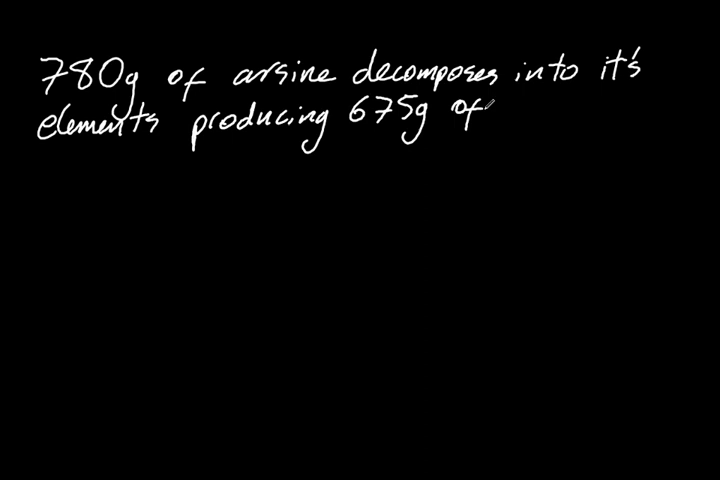 780g of arsine decomposes into it's
elements producing 675g of